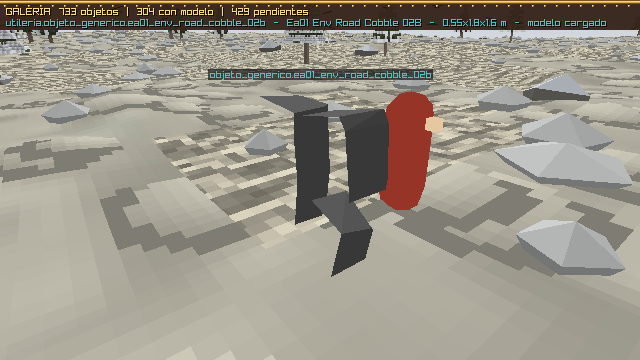 GALERÍA 733 objetos | 304 con modelo | 429 pendientes
utileria.objeto_generico.ea01_env_road_cobble_02b - Ea01 Env Road Cobble 02B - 0.55x1.8x1.6 m - modelo cargado
objeto_generico.ea01_env_road_cobble_02b